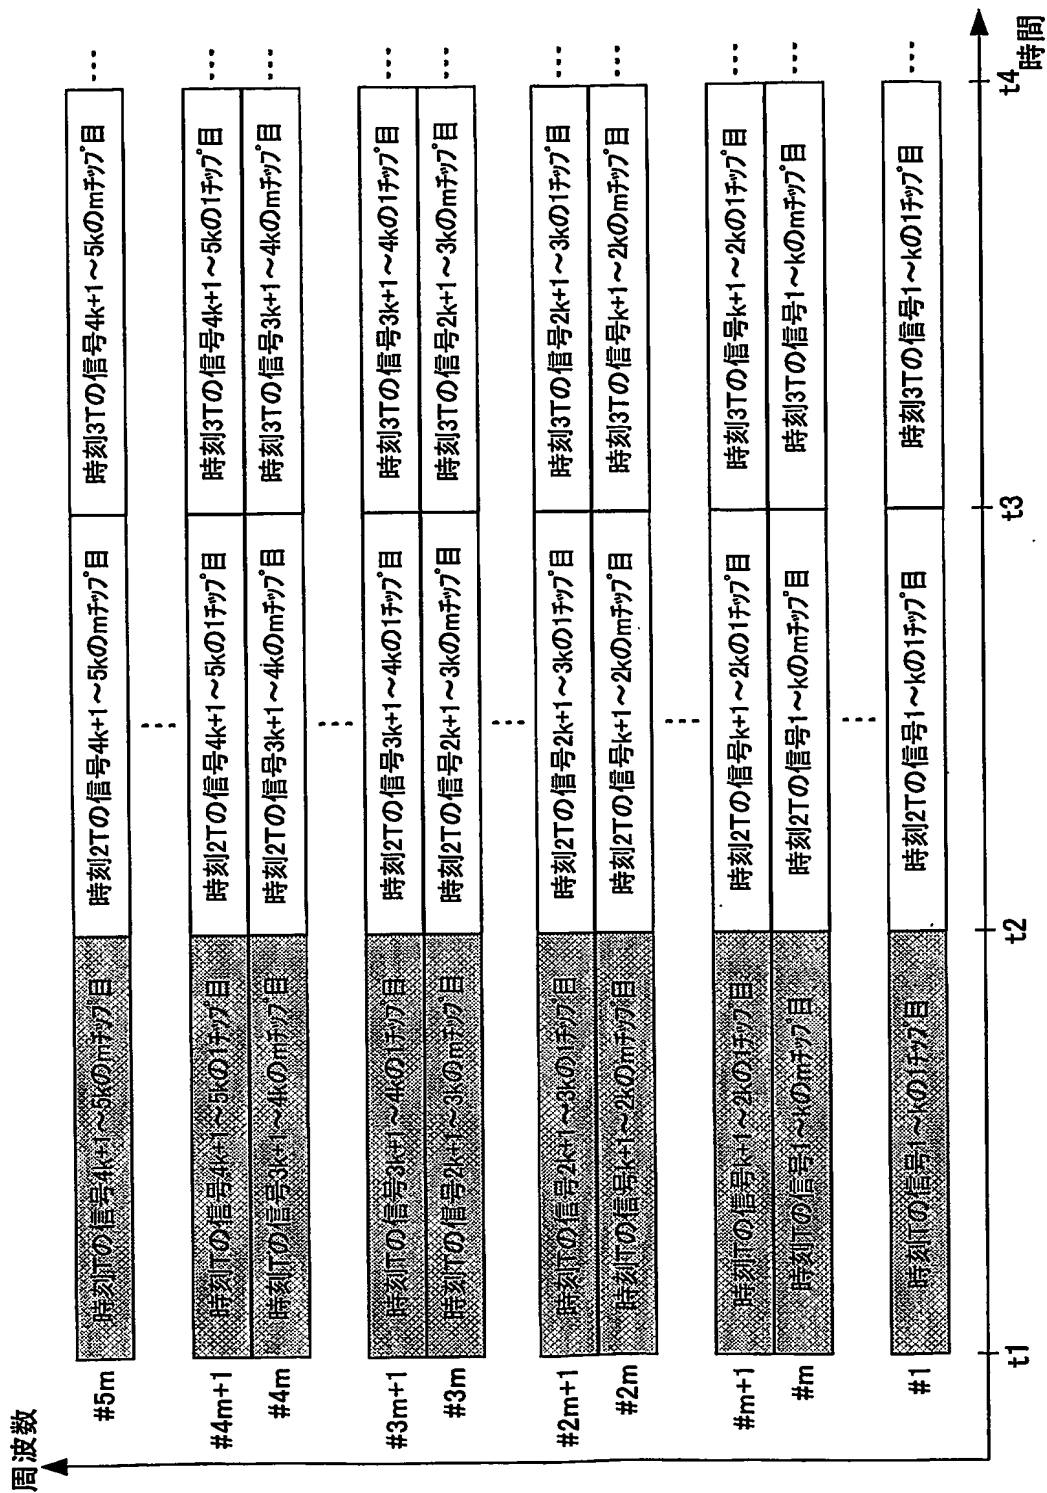 周波数
#5m
時刻Tの信号4k+1～5kのmチップ目
時刻2Tの信号4k+1～5kのmチップ目
時刻3Tの信号4k+1～5kのmチップ目
#4m+1
時刻Tの信号4k+1～5kの1チップ目
時刻2Tの信号4k+1～5kの1チップ目
時刻3Tの信号4k+1～5kの1チップ目
#4m
時刻Tの信号3k+1～4kのmチップ目
時刻2Tの信号3k+1～4kのmチップ目
時刻3Tの信号3k+1～4kのmチップ目
#3m+1
時刻Tの信号3k+1～4kの1チップ目
時刻2Tの信号3k+1～4kの1チップ目
時刻3Tの信号3k+1～4kの1チップ目
#3m
時刻Tの信号2k+1～3kのmチップ目
時刻2Tの信号2k+1～3kのmチップ目
時刻3Tの信号2k+1～3kのmチップ目
#2m+1
時刻Tの信号2k+1～3kの1チップ目
時刻2Tの信号2k+1～3kの1チップ目
時刻3Tの信号2k+1～3kの1チップ目
#2m
時刻Tの信号k+1～2kのmチップ目
時刻2Tの信号k+1～2kのmチップ目
時刻3Tの信号k+1～2kのmチップ目
#m+1
時刻Tの信号k+1～2kの1チップ目
時刻2Tの信号k+1～2kの1チップ目
時刻3Tの信号k+1～2kの1チップ目
#m
時刻Tの信号1～kのmチップ目
時刻2Tの信号1～kのmチップ目
時刻3Tの信号1～kのmチップ目
#1
時刻Tの信号1～kの1チップ目
時刻2Tの信号1～kの1チップ目
時刻3Tの信号1～kの1チップ目
t1
t2
t3
t4
時間